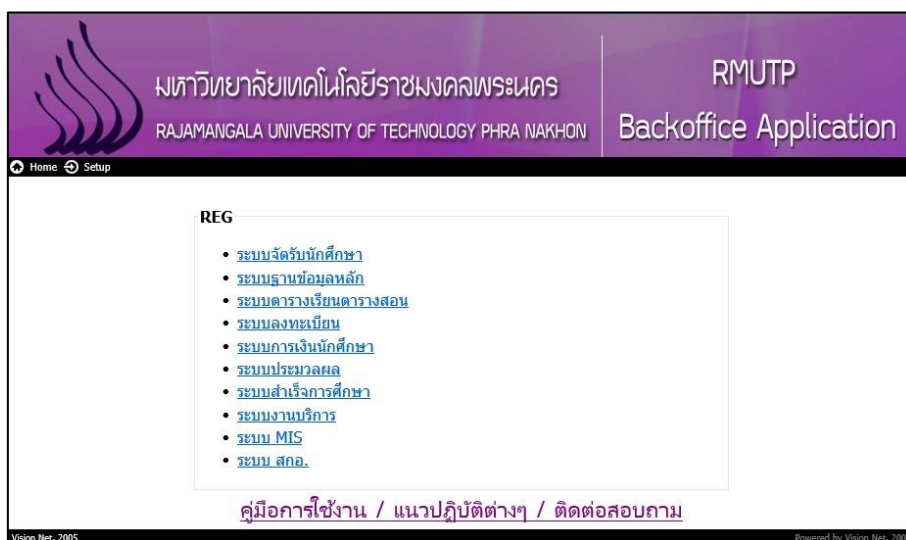 มหาวิทยาลัยเทคโนโลยีราชมงคลพระนคร
RAJAMANGALA UNIVERSITY OF TECHNOLOGY PHRA NAKHON
RMUTP
Backoffice Application
Home Setup
REG
ระบบจัดรับนักศึกษา
ระบบฐานข้อมูลหลัก
ระบบตารางเรียนตารางสอน
ระบบลงทะเบียน
ระบบการเงินนักศึกษา
ระบบประมวลผล
ระบบสำเร็จการศึกษา
ระบบงานบริการ
ระบบ MIS
ระบบ สกอ.
คู่มือการใช้งาน / แนวปฏิบัติต่างๆ / ติดต่อสอบถาม
Vision Net, 2005
Powered by Vision Net,